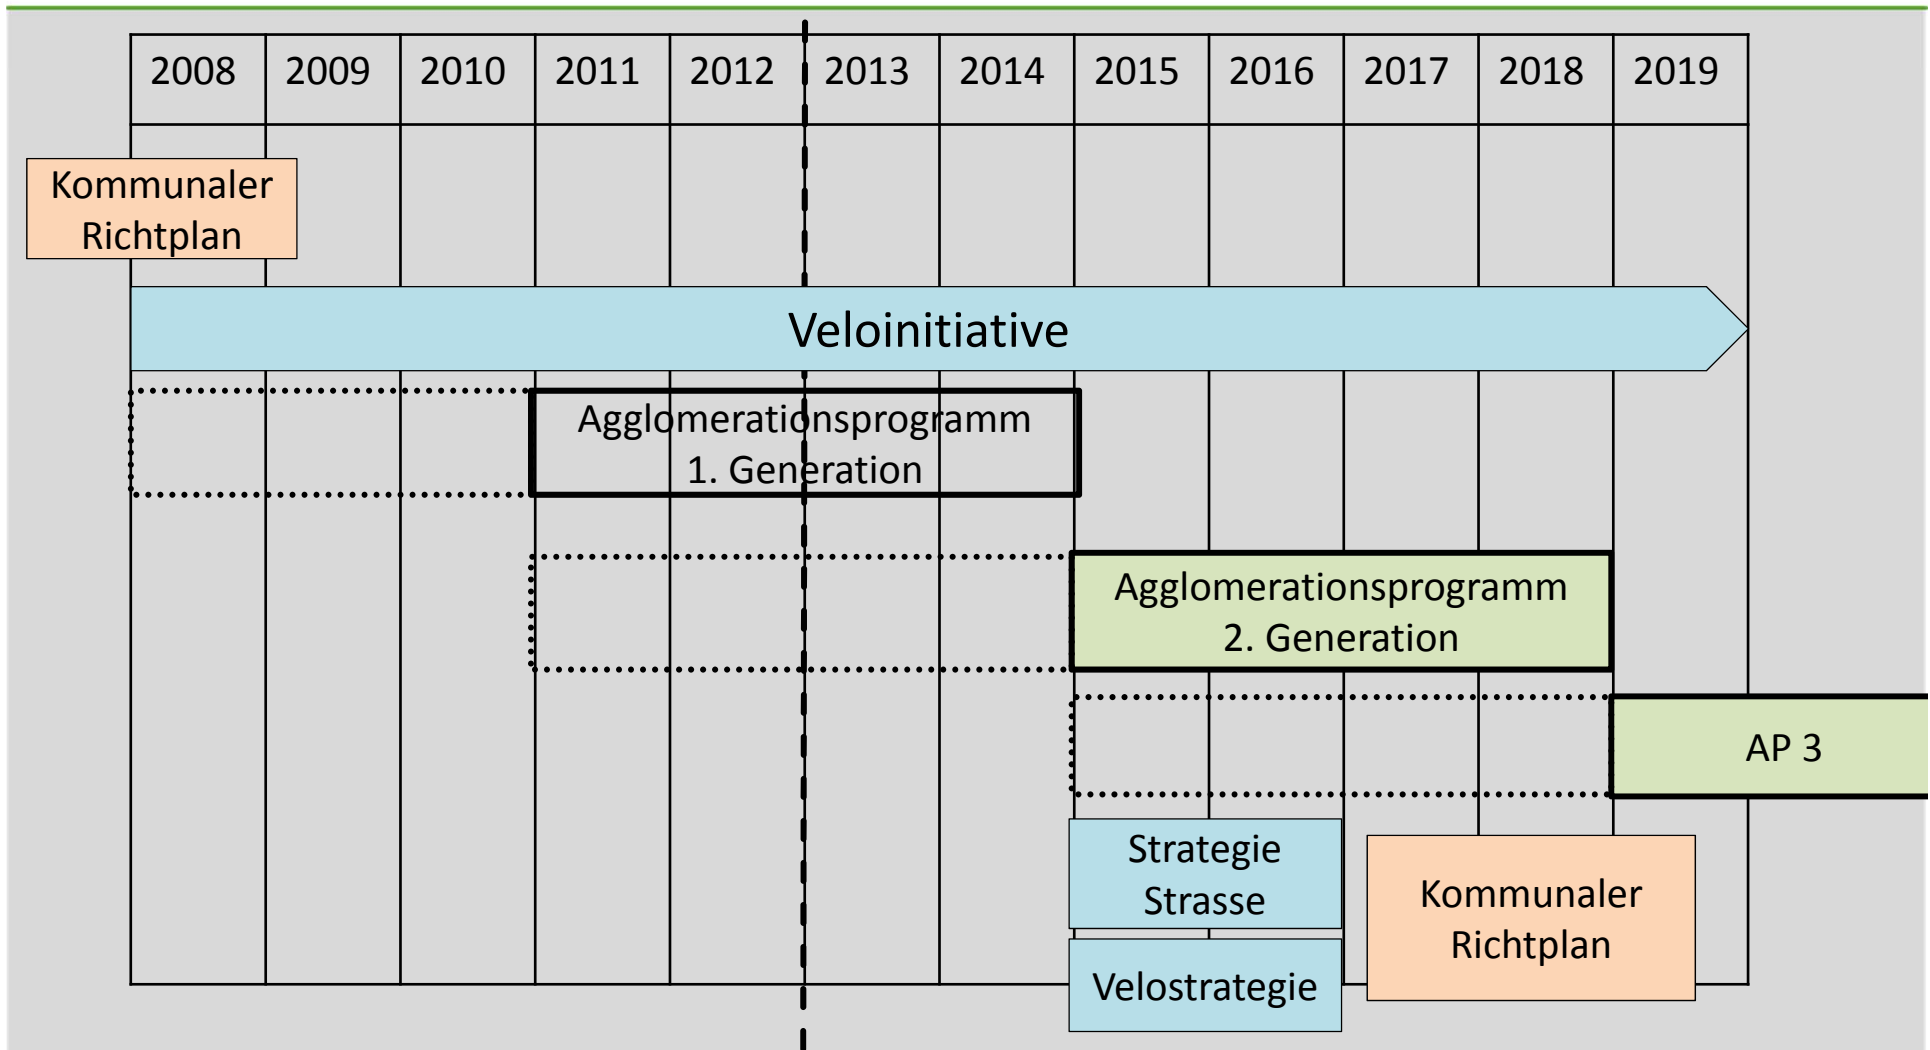 2008 2009 2010 2011 2012 2013 2014 2015 2016 2017 2018 2019
Kommunaler
Richtplan
Veloinitiative
Agglomerationsprogramm
1. Generation
Agglomerationsprogramm
2. Generation
AP 3
Strategie
Strasse
Kommunaler
Richtplan
Velostrategie